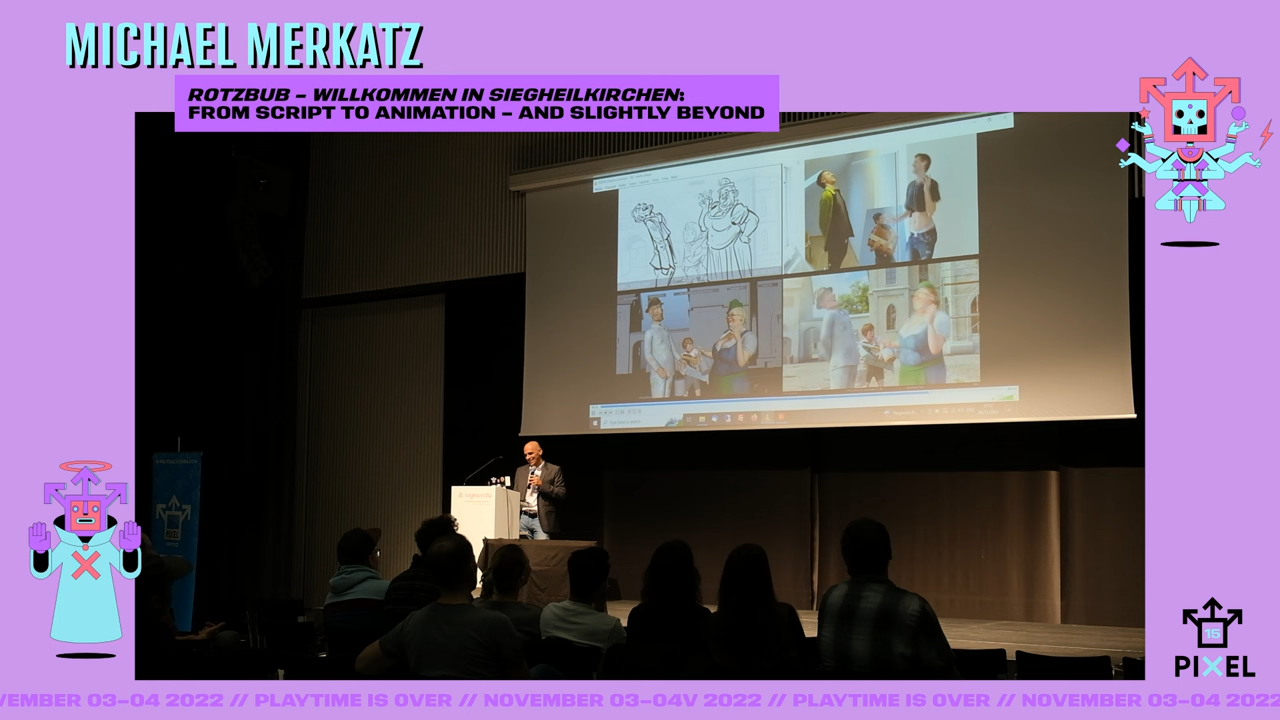 MICHAEL MERKATZ
ROTZBUB – WILLKOMMEN IN SIEGHEILKIRCHEN:
FROM SCRIPT TO ANIMATION – AND SLIGHTLY BEYOND
PIXEL
15
PIXEL
VEMBER 03–04 2022 // PLAYTIME IS OVER // NOVEMBER 03–04V 2022 // PLAYTIME IS OVER // NOVEMBER 03–04 2022